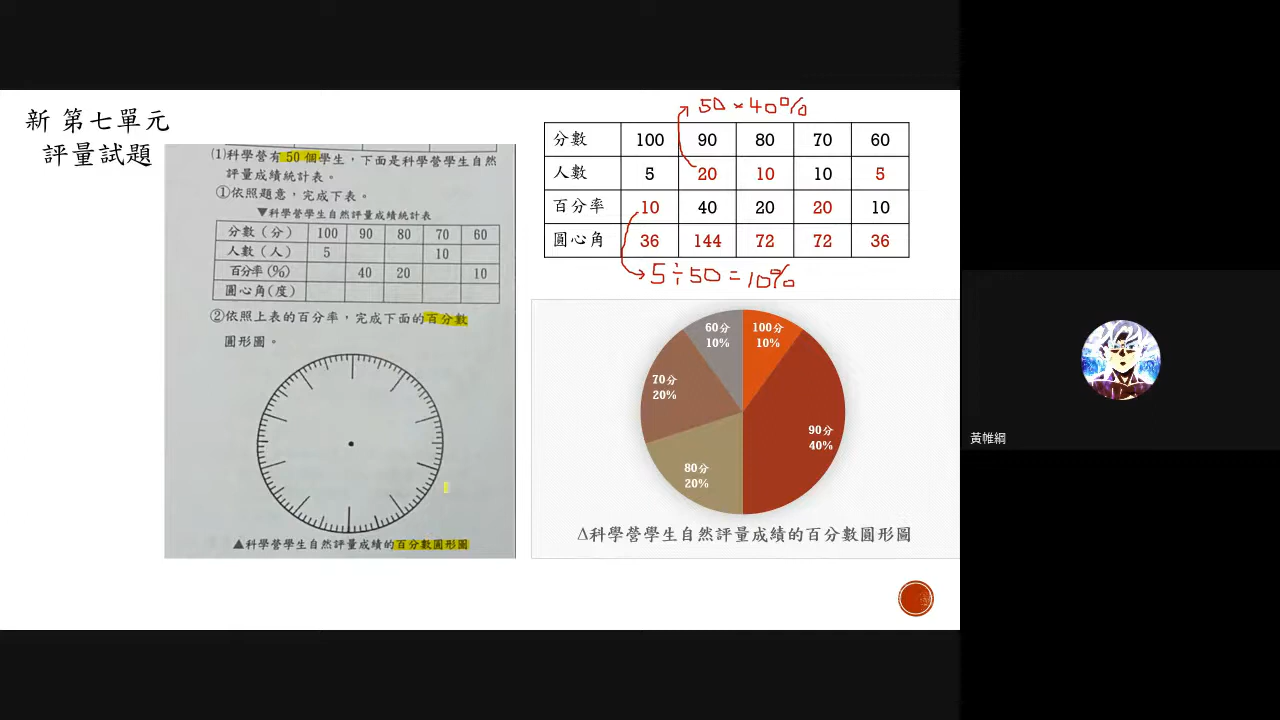 新 第七單元
評量試題
(1)科學營有 50 個學生，下面是科學營學生自然
評量成績統計表。
①依照題意，完成下表。
▼科學營學生自然評量成績統計表
分數（分） 100 90 80 70 60
人數（人） 5 10
百分率(%) 40 20 10
圓心角(度)
②依照上表的百分率，完成下面的百分數
圓形圖。
▲科學營學生自然評量成績的百分數圓形圖
50×40%
分數 100 90 80 70 60
人數 5 20 10 10 5
百分率 10 40 20 20 10
圓心角 36 144 72 72 36
5÷50=10%
60分
10%
100分
10%
70分
20%
90分
40%
80分
20%
Δ科學營學生自然評量成績的百分數圓形圖
黃帷綱